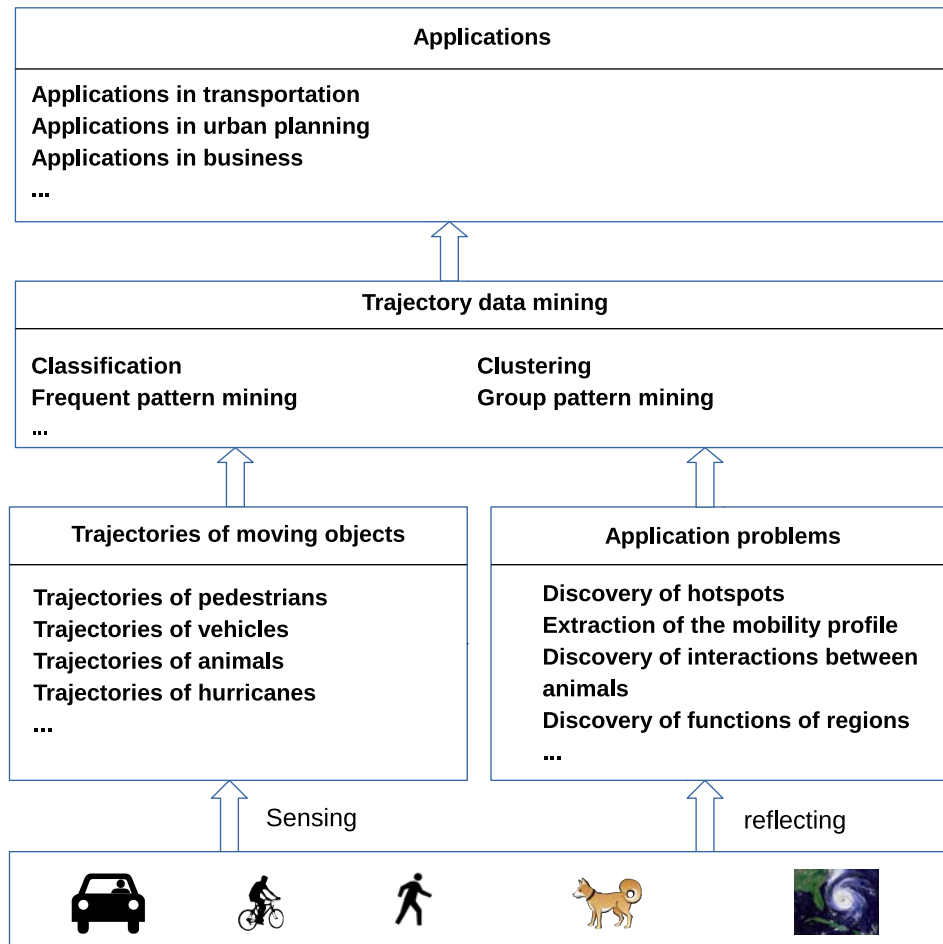 Applications
Applications in transportation
Applications in urban planning
Applications in business
...
Trajectory data mining
Classification
Clustering
Frequent pattern mining
Group pattern mining
...
Trajectories of moving objects
Trajectories of pedestrians
Trajectories of vehicles
Trajectories of animals
Trajectories of hurricanes
...
Application problems
Discovery of hotspots
Extraction of the mobility profile
Discovery of interactions between
animals
Discovery of functions of regions
...
Sensing
reflecting